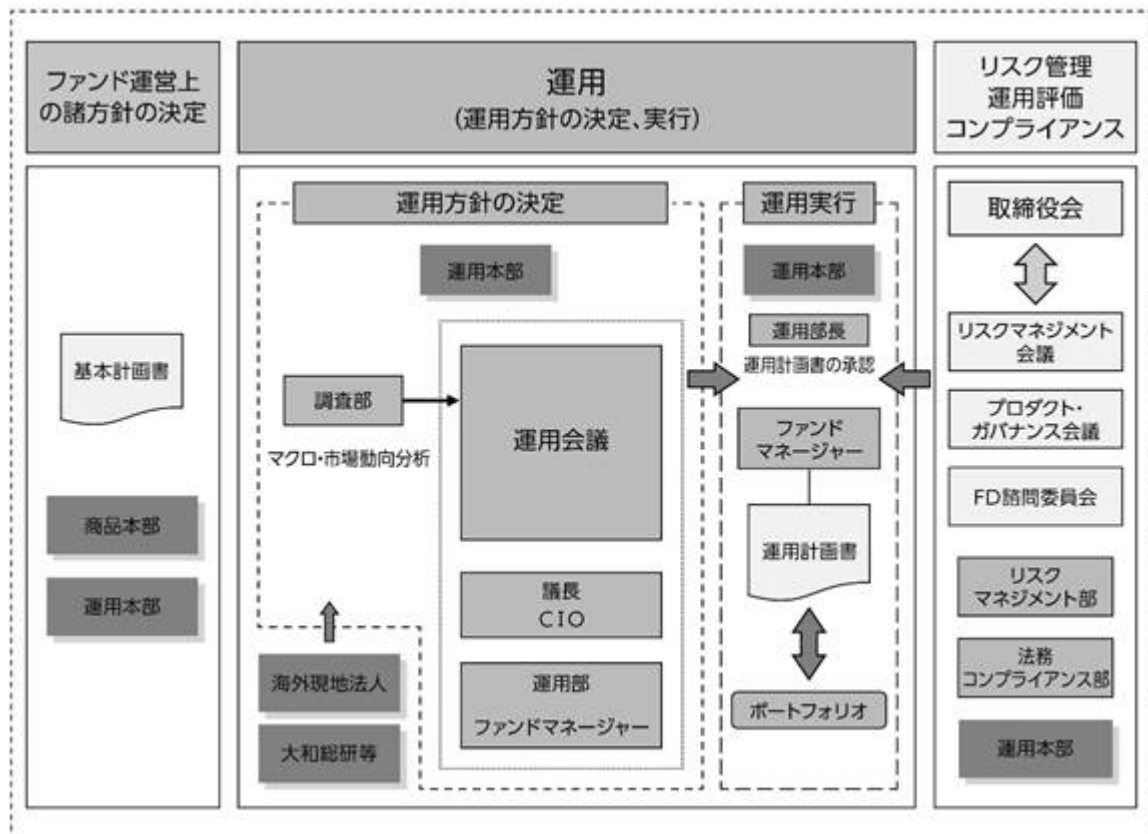 ファンド運営上
の諸方針の決定
基本計画書
商品本部
運用本部
運用
(運用方針の決定、実行)
運用方針の決定
運用本部
調査部
マクロ・市場動向分析
運用会議
議長
CIO
運用部
ファンドマネージャー
海外現地法人
大和総研等
運用実行
運用本部
運用部長
運用計画書の承認
ファンド
マネージャー
運用計画書
ポートフォリオ
リスク管理
運用評価
コンプライアンス
取締役会
リスクマネジメント
会議
プロダクト・
ガバナンス会議
FD諮問委員会
リスク
マネジメント部
法務
コンプライアンス部
運用本部